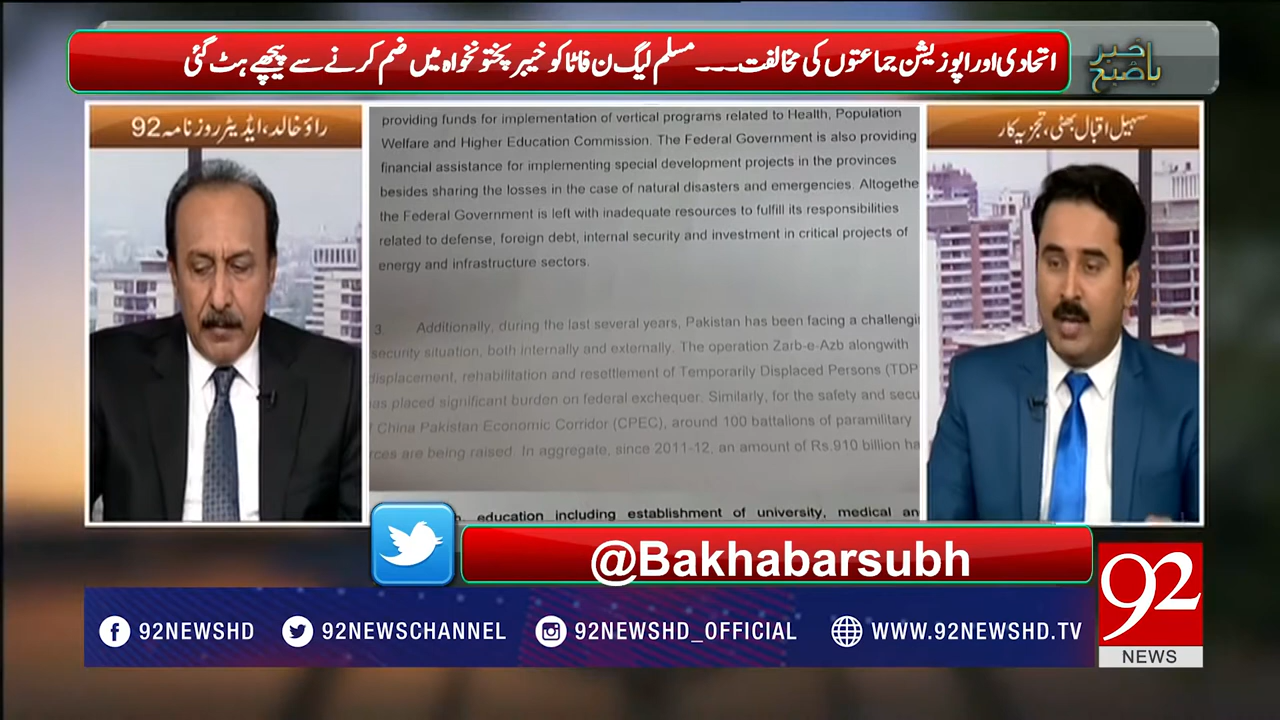 اتحادی اور اپوزیشن جماعتوں کی مخالفت۔۔۔ مسلم لیگ ن فاٹا کو خیبر پختونخواہ میں ضم کرنے سے پیچھے ہٹ گئی
باخبر صبح
راؤ خالد، ایڈیٹر روزنامہ 92
سہیل اقبال بھٹی، تجزیہ کار
providing funds for implementation of vertical programs related to Health, Population
Welfare and Higher Education Commission. The Federal Government is also providing
financial assistance for implementing special development projects in the provinces
besides sharing the losses in the case of natural disasters and emergencies. Altogethe
the Federal Government is left with inadequate resources to fulfill its responsibilities
related to defense, foreign debt, internal security and investment in critical projects of
energy and infrastructure sectors.
3. Additionally, during the last several years, Pakistan has been facing a challengin
security situation, both internally and externally. The operation Zarb-e-Azb alongwith
displacement, rehabilitation and resettlement of Temporarily Displaced Persons (TDP
as placed significant burden on federal exchequer. Similarly, for the safety and secu
f China Pakistan Economic Corridor (CPEC), around 100 battalions of paramilitary
rces are being raised. In aggregate, since 2011-12, an amount of Rs.910 billion ha
education including establishment of university, medical an
@Bakhabarsubh
92NEWSHD 92NEWSCHANNEL 92NEWSHD_OFFICIAL WWW.92NEWSHD.TV
92
NEWS